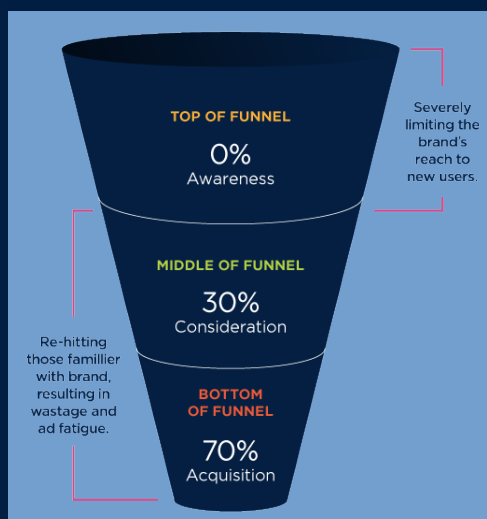 TOP OF FUNNEL
0%
Awareness
Severely
limiting the
brand's
reach to
new users.
MIDDLE OF FUNNEL
30%
Consideration
Re-hitting
those famillier
with brand,
resulting in
wastage and
ad fatigue.
BOTTOM
OF FUNNEL
70%
Acquisition